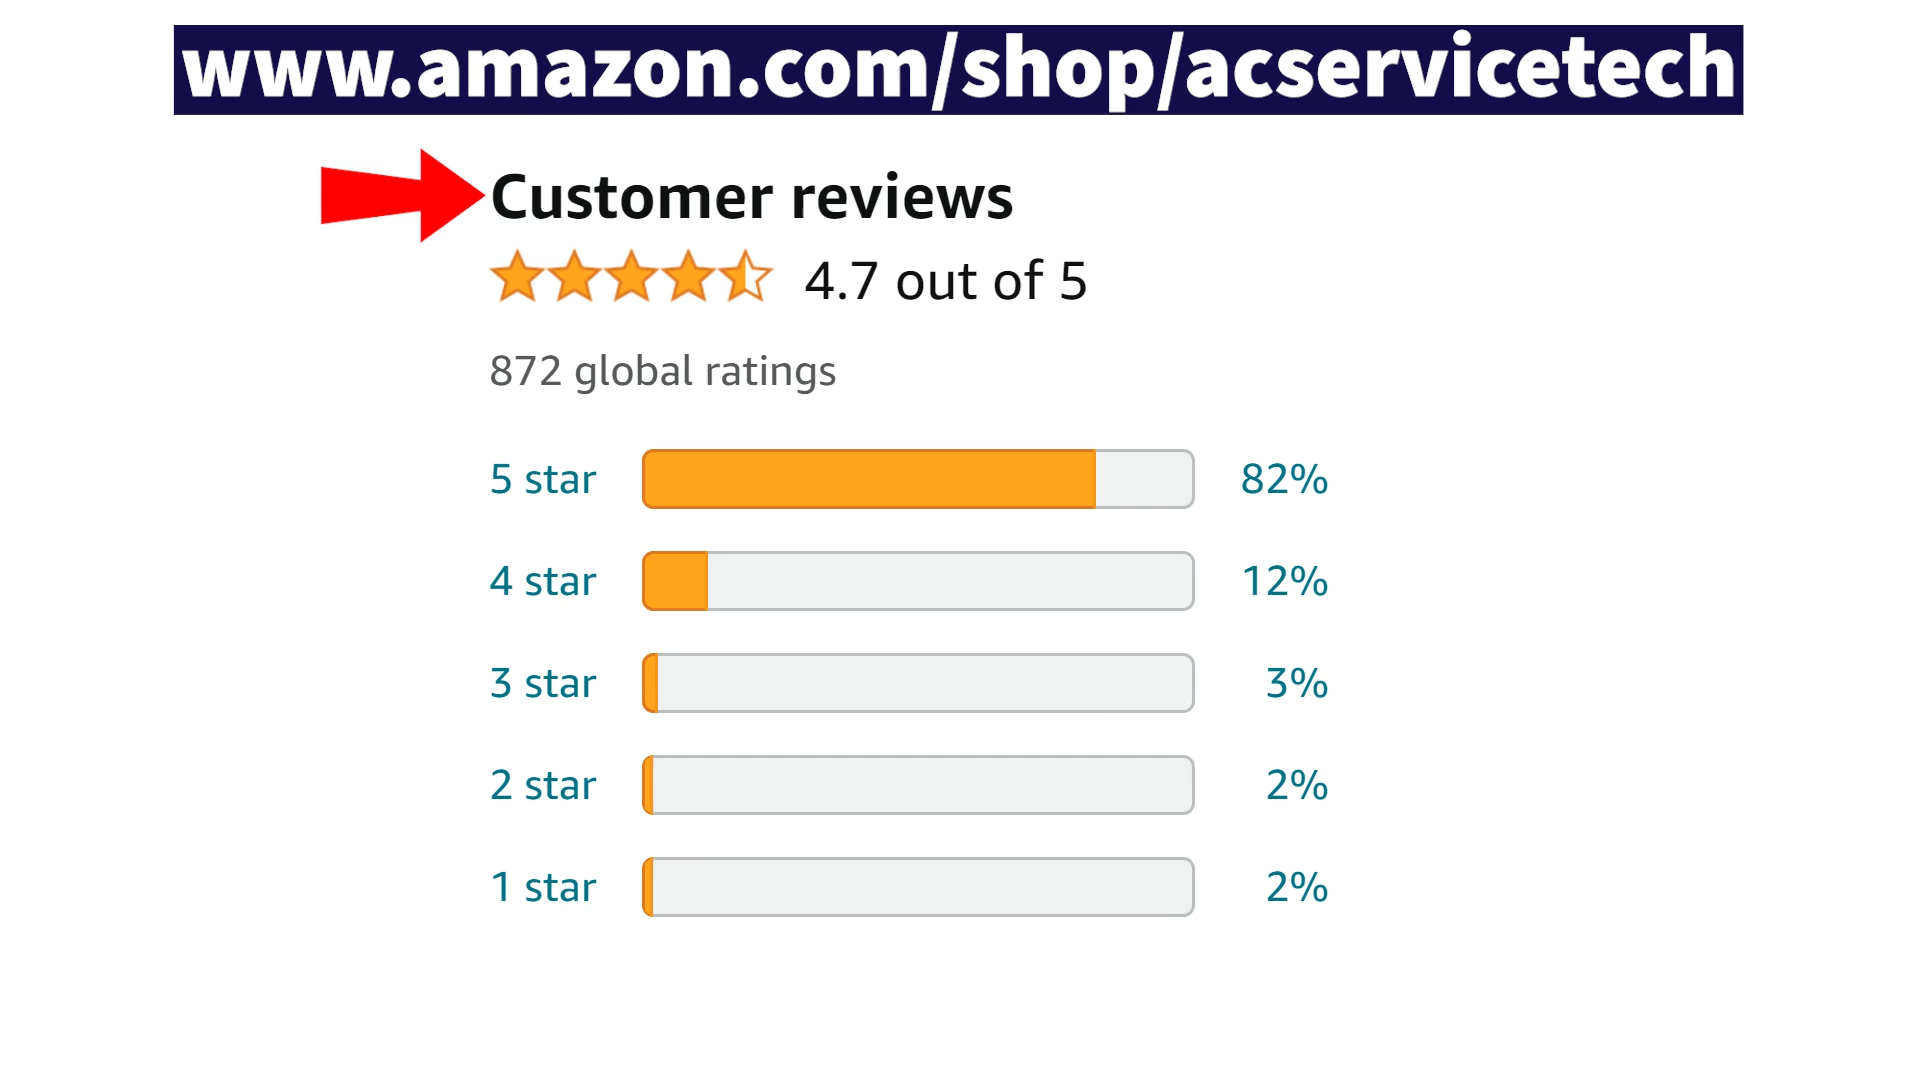 www.amazon.com/shop/acservicetech
Customer reviews
4.7 out of 5
872 global ratings
5 star 82%
4 star 12%
3 star 3%
2 star 2%
1 star 2%